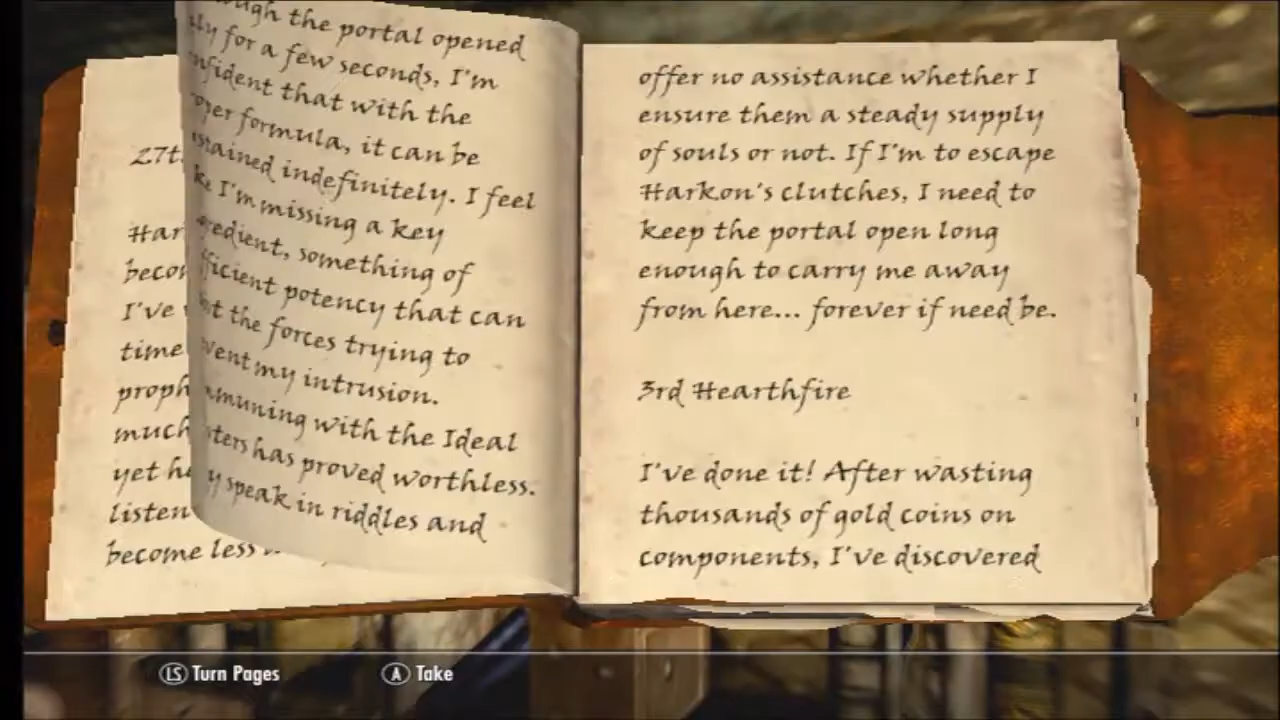 27t
Har
becom
I've
time
proph
much
yet he
listen
become less
ough the portal opened
ly for a few seconds, I'm
nfident that with the
oper formula, it can be
stained indefinitely. I feel
ke I'm missing a key
gredient, something of
fficient potency that can
the forces trying to
vent my intrusion.
mmuning with the Ideal
sters has proved worthless.
y speak in riddles and
offer no assistance whether I
ensure them a steady supply
of souls or not. If I'm to escape
Harkon's clutches, I need to
keep the portal open long
enough to carry me away
from here... forever if need be.
3rd Hearthfire
I've done it! After wasting
thousands of gold coins on
components, I've discovered
LS Turn Pages
A Take